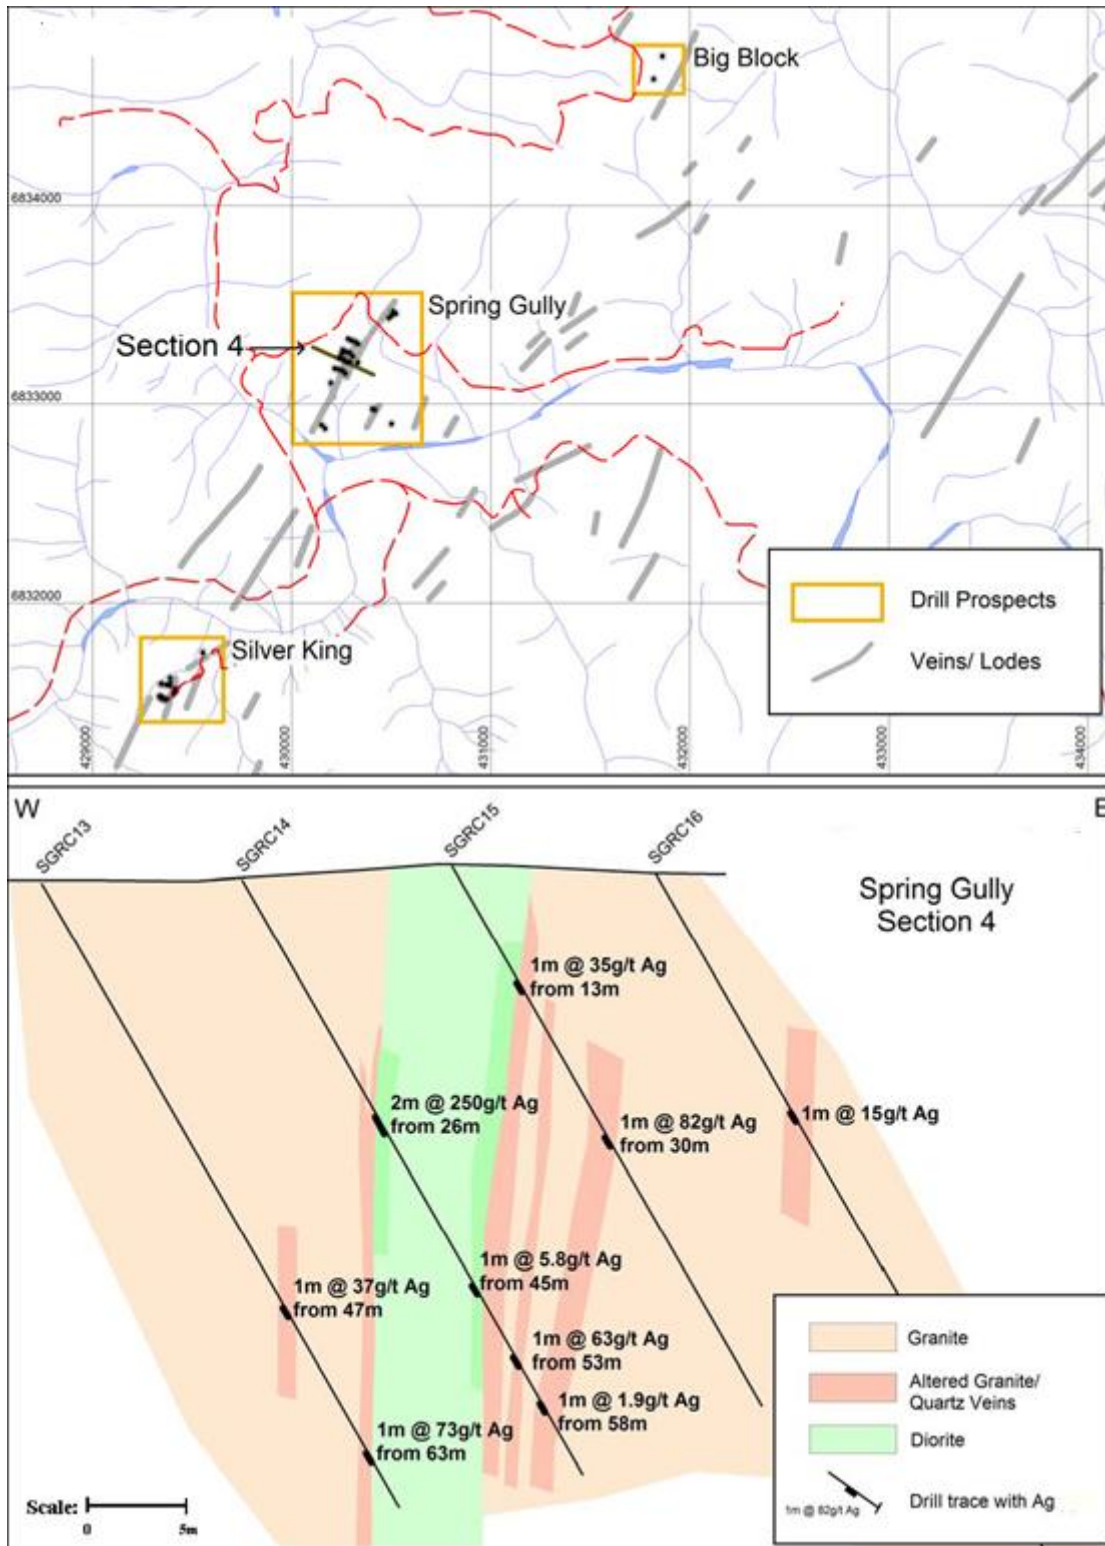 Big Block
6834000
Spring Gully
Section 4
6833000
6832000
Drill Prospects
Veins/ Lodes
Silver King
429000
430000
431000
432000
433000
434000
W
E
SGRC13
SGRC14
SGRC15
SGRC16
Spring Gully
Section 4
1m @ 35g/t Ag
from 13m
2m @ 250g/t Ag
from 26m
1m @ 82g/t Ag
from 30m
1m @ 15g/t Ag
1m @ 5.8g/t Ag
from 45m
1m @ 37g/t Ag
from 47m
1m @ 63g/t Ag
from 53m
1m @ 1.9g/t Ag
from 58m
1m @ 73g/t Ag
from 63m
Granite
Altered Granite/
Quartz Veins
Diorite
Drill trace with Ag
1m @ 82g/t Ag
Scale:
0
5m